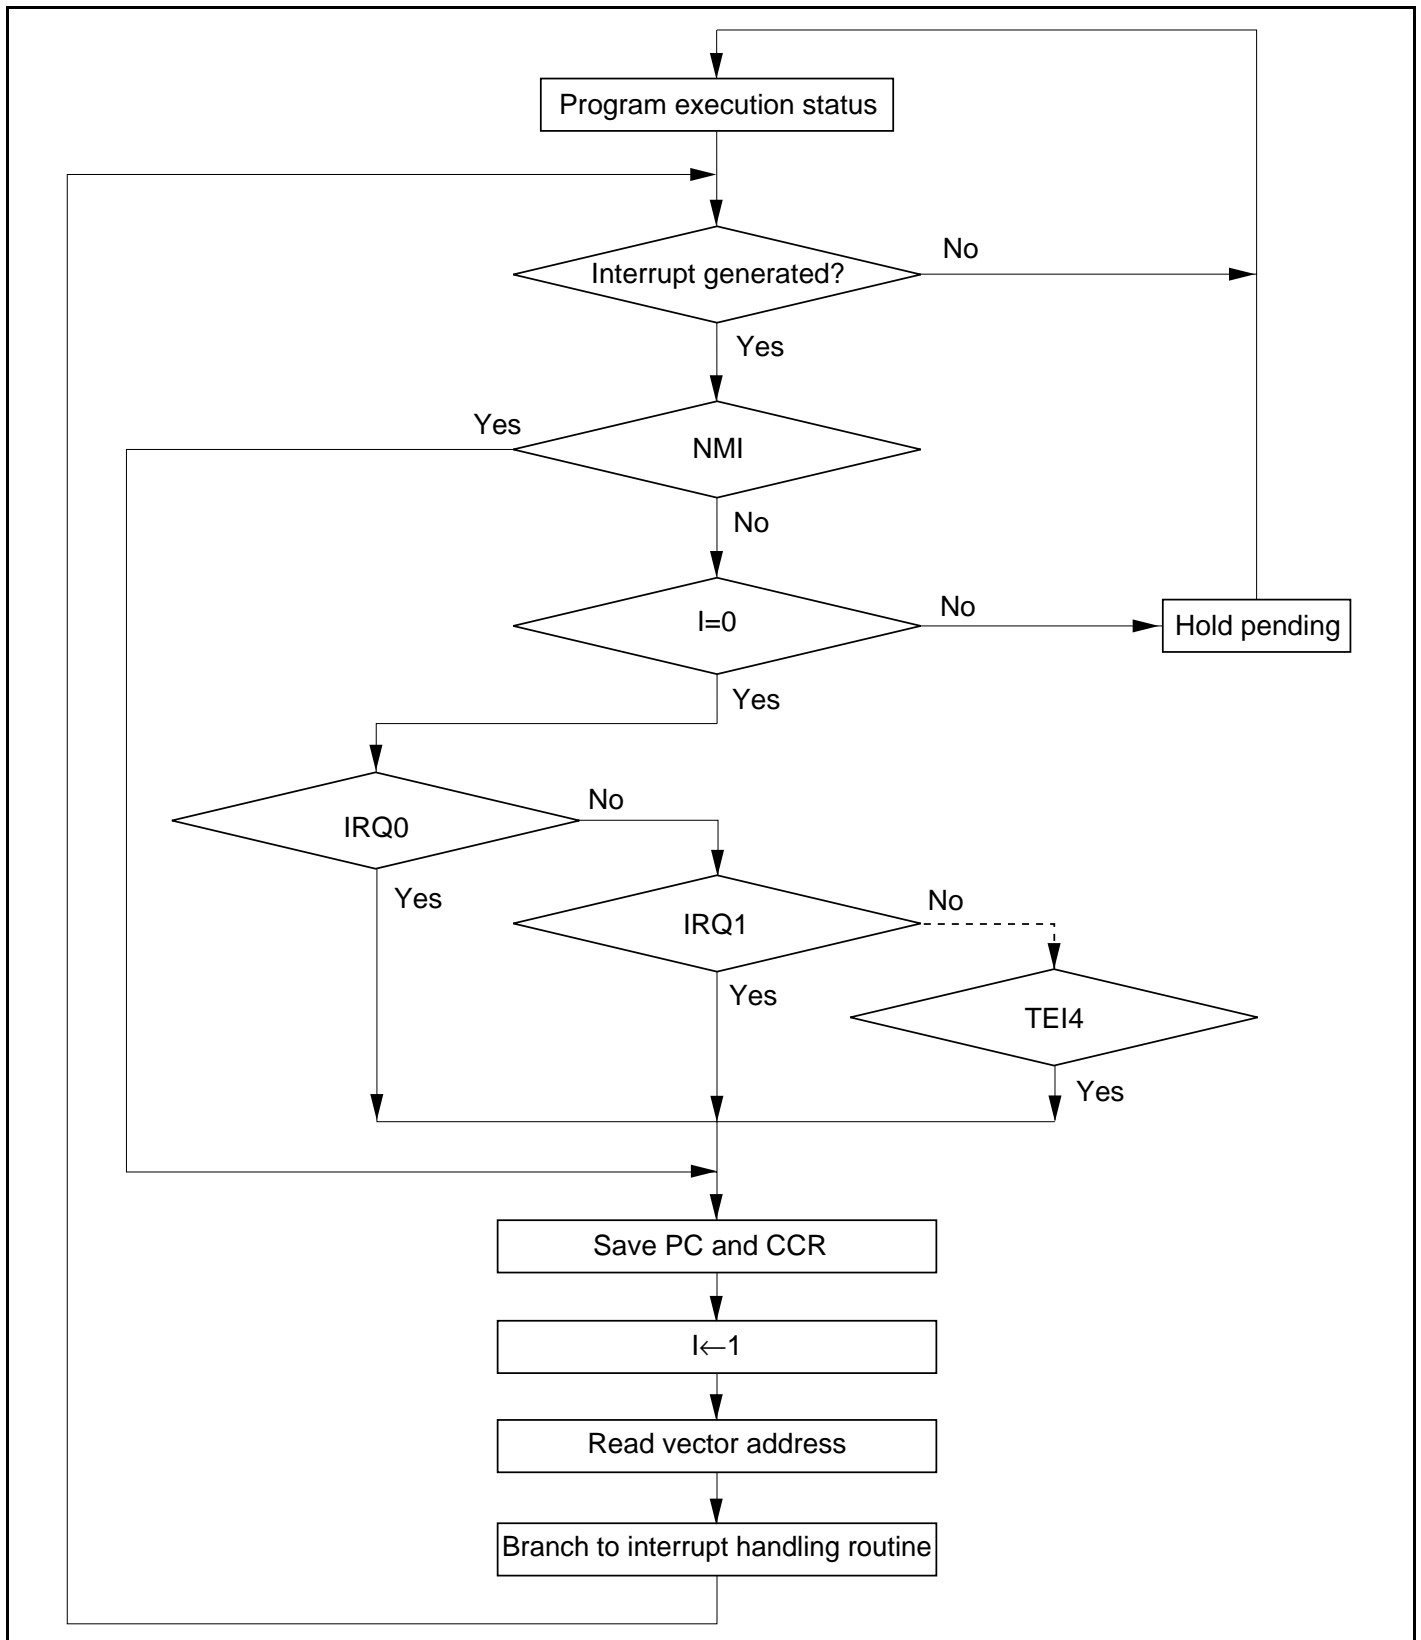 Program execution status
Interrupt generated?
No
Yes
Yes
NMI
No
I=0
No
Hold pending
Yes
IRQ0
No
Yes
IRQ1
No
Yes
TEI4
Yes
Save PC and CCR
I←1
Read vector address
Branch to interrupt handling routine